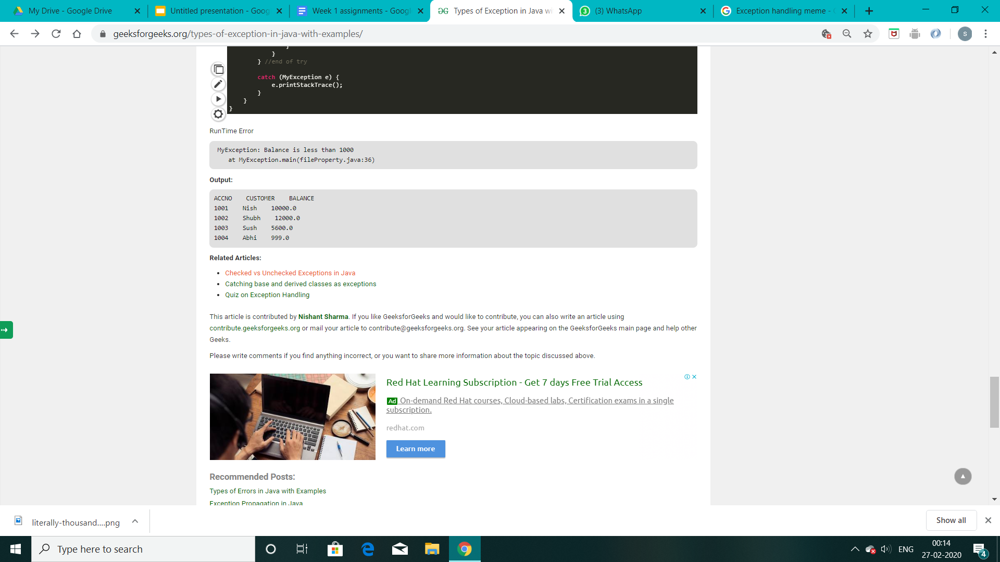 My Drive - Google Drive
Untitled presentation - Goog
Week 1 assignments - Googl
ƏG Types of Exception in Java wi
3 (3) WhatsApp
Exception handling meme -
geeksforgeeks.org/types-of-exception-in-java-with-examples/
s
}
} //end of try
catch (MyException e) {
e.printStackTrace();
}
}
}
RunTime Error
MyException: Balance is less than 1000
at MyException.main(fileProperty.java:36)
Output:
ACCNO CUSTOMER BALANCE
1001 Nish 10000.0
1002 Shubh 12000.0
1003 Sush 5600.0
1004 Abhi 999.0
Related Articles:
Checked vs Unchecked Exceptions in Java
Catching base and derived classes as exceptions
Quiz on Exception Handling
This article is contributed by Nishant Sharma. If you like GeeksforGeeks and would like to contribute, you can also write an article using
contribute.geeksforgeeks.org or mail your article to contribute@geeksforgeeks.org. See your article appearing on the GeeksforGeeks main page and help other
Geeks.
Please write comments if you find anything incorrect, or you want to share more information about the topic discussed above.
Red Hat Learning Subscription - Get 7 days Free Trial Access
Ad On-demand Red Hat courses, Cloud-based labs, Certification exams in a single
subscription.
redhat.com
Learn more
Recommended Posts:
Types of Errors in Java with Examples
Exception Propagation in Java
literally-thousand....png
Show all
Type here to search
ENG
00:14
27-02-2020
4